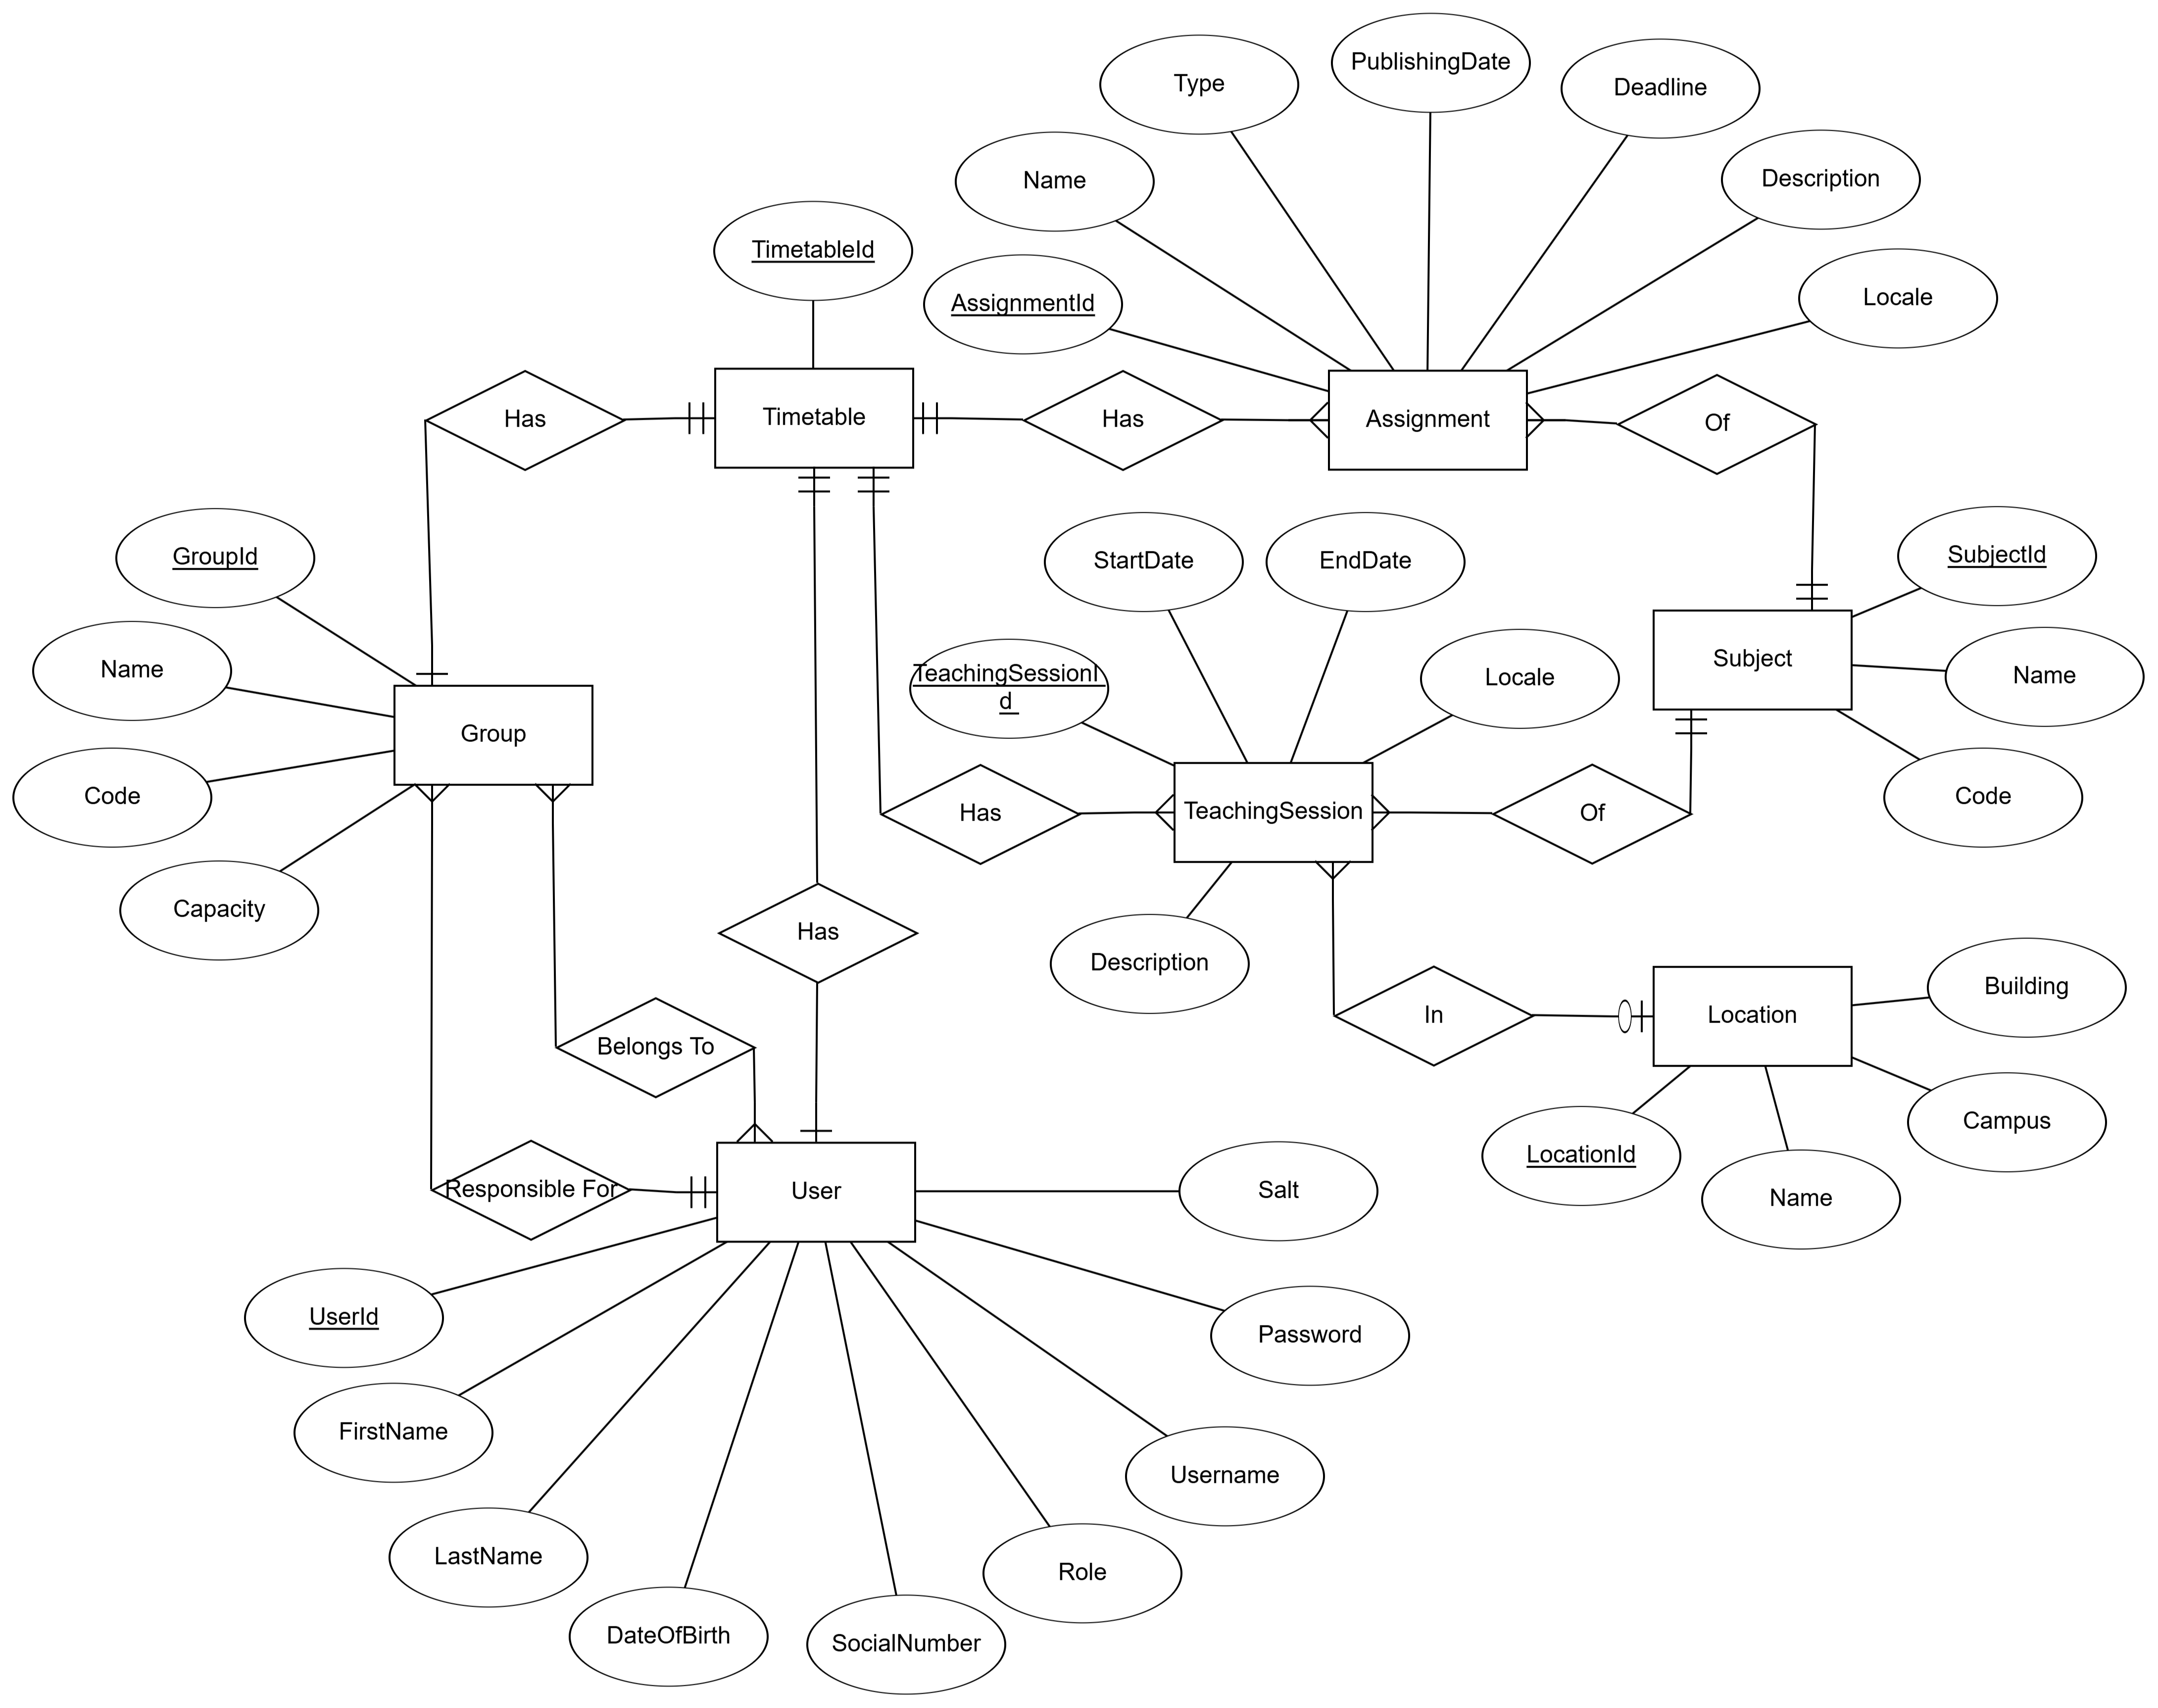 PublishingDate
Type
Deadline
Name
Description
TimetableId
AssignmentId
Locale
Has
Timetable
Has
Assignment
Of
GroupId
StartDate
EndDate
SubjectId
Name
TeachingSessionI
d
Locale
Subject
Name
Group
Code
Has
TeachingSession
Of
Code
Capacity
Has
Description
Building
In
Location
Belongs To
Campus
LocationId
Name
Responsible For
User
Salt
UserId
Password
FirstName
Username
LastName
Role
DateOfBirth
SocialNumber